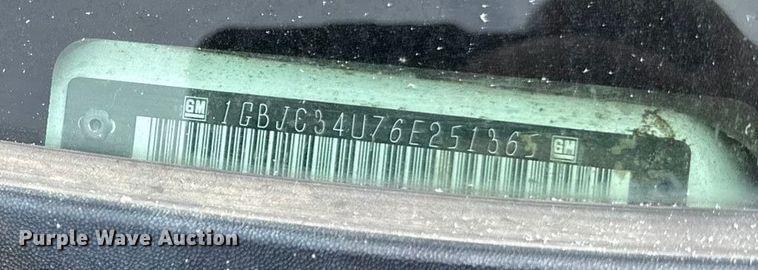 GM 1GBJC34U76E251365 GM
Purple Wave Auction